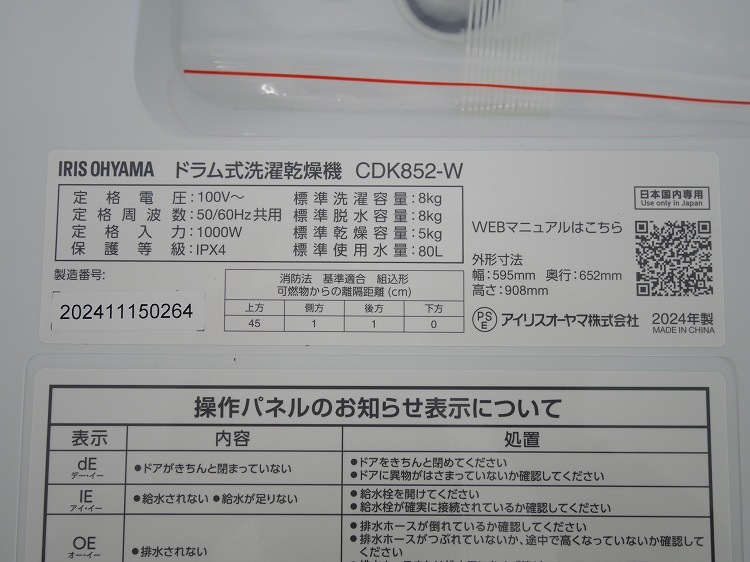 IRIS OHYAMA ドラム式洗濯乾燥機 CDK852-W
定格電圧:100V～ 標準洗濯容量:8kg
定格周波数:50/60Hz共用 標準脱水容量:8kg
定格入力:1000W 標準乾燥容量:5kg
保護等級:IPX4 標準使用水量:80L
日本国内専用
Use only in Japan
WEBマニュアルはこちら
外形寸法
幅:595mm 奥行:652mm
高さ:908mm
製造番号:
202411150264
消防法 基準適合 組込形
可燃物からの離隔距離(cm)
上方 側方 後方 下方
45 1 1 0
PSE アイリスオーヤマ株式会社
2024年製
MADE IN CHINA
操作パネルのお知らせ表示について
表示 内容 処置
dE
デー・イー
●ドアがきちんと閉まっていない
●ドアをきちんと閉めてください
●ドアに異物がはさまっていないか確認してください
IE
アイ・イー
●給水されない ●給水が足りない
●給水栓を開けてください
●給水栓が確実に接続されているか確認してください
OE
オー・イー
●排水されない
●排水ホースが倒れているか確認してください
●排水ホースがつぶれていないか、途中で高くなっていないか確認して
ください